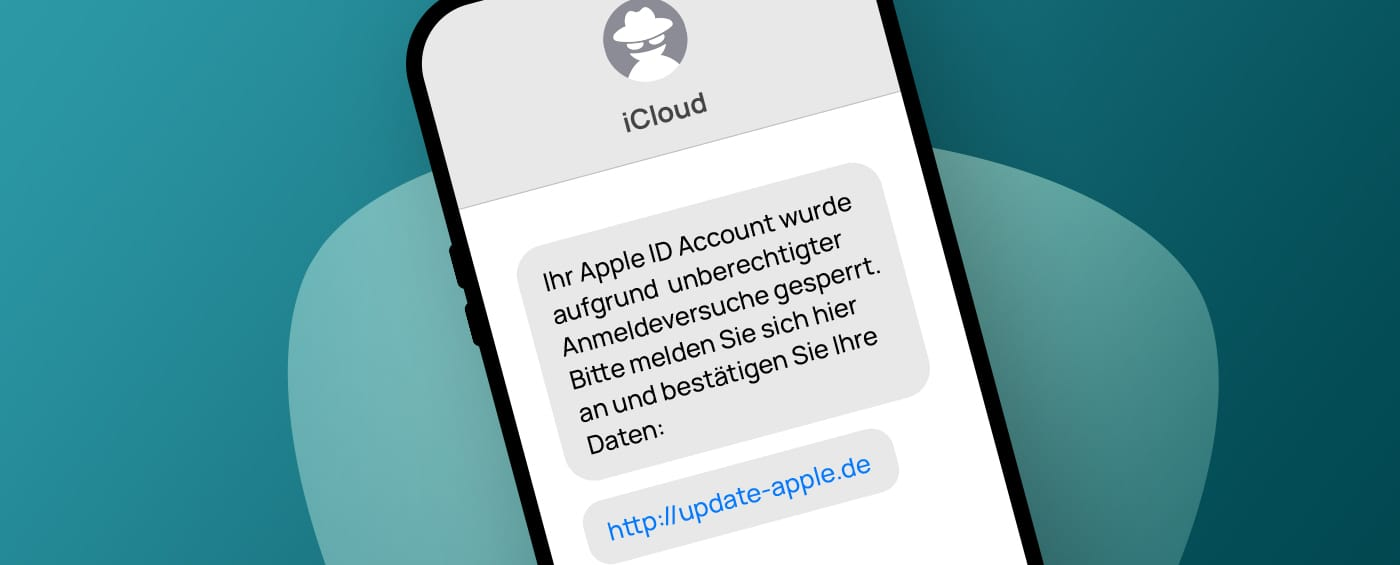 iCloud
Ihr Apple ID Account wurde
aufgrund unberechtigter
Anmeldeversuche gesperrt.
Bitte melden Sie sich hier
an und bestätigen Sie Ihre
Daten:
http://update-apple.de